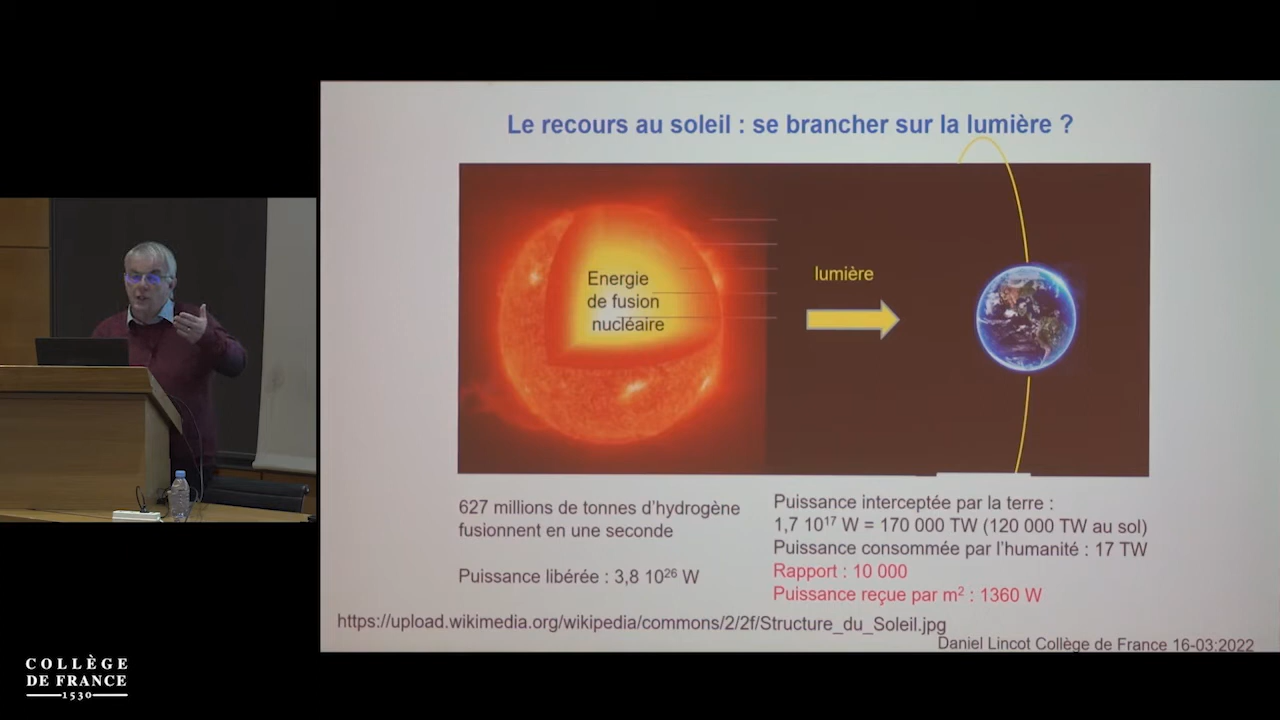 Le recours au soleil : se brancher sur la lumière ?
Energie
de fusion
nucléaire
lumière
627 millions de tonnes d’hydrogène
fusionnent en une seconde
Puissance libérée : 3,8 10²⁶ W
Puissance interceptée par la terre :
1,7 10¹⁷ W = 170 000 TW (120 000 TW au sol)
Puissance consommée par l’humanité : 17 TW
Rapport : 10 000
Puissance reçue par m² : 1360 W
https://upload.wikimedia.org/wikipedia/commons/2/2f/Structure_du_Soleil.jpg
Daniel Lincot Collège de France 16-03:2022
COLLÈGE
DE FRANCE
1530